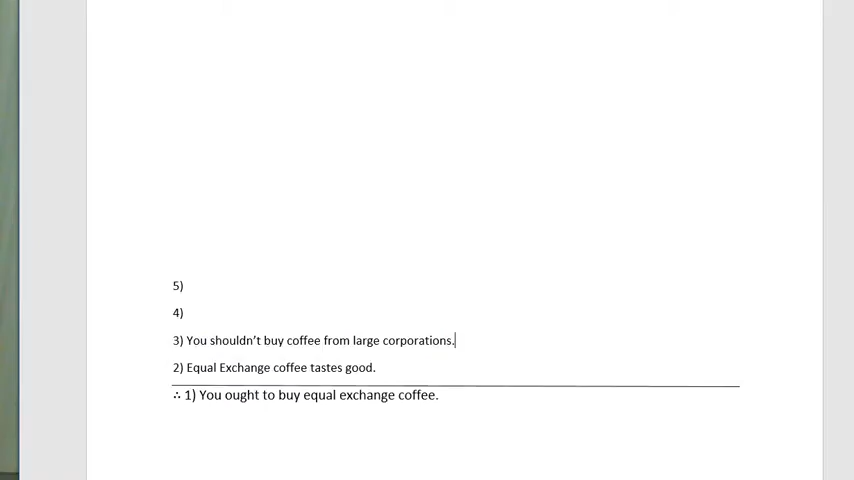 5)
4)
3) You shouldn't buy coffee from large corporations.
2) Equal Exchange coffee tastes good.
∴ 1) You ought to buy equal exchange coffee.